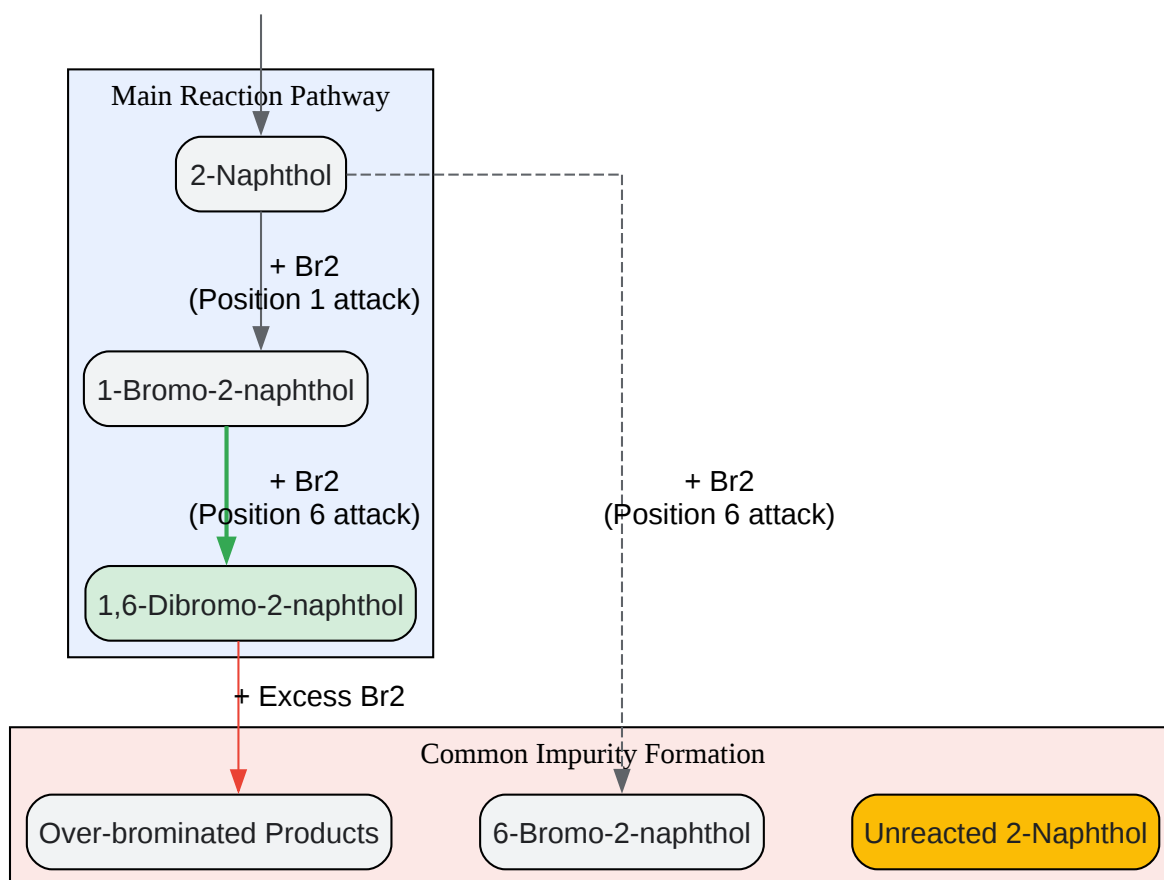 Main Reaction Pathway
2-Naphthol
+ Br2
(Position 1 attack)
1-Bromo-2-naphthol
+ Br2
(Position 6 attack)
+ Br2
(Position 6 attack)
1,6-Dibromo-2-naphthol
+ Excess Br2
Common Impurity Formation
Over-brominated Products
6-Bromo-2-naphthol
Unreacted 2-Naphthol